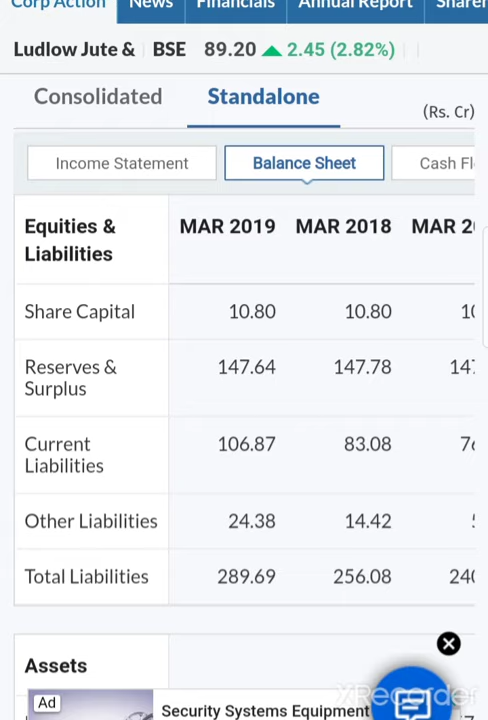 Corp Action News Financials Annual Report
Ludlow Jute & BSE 89.20 2.45 (2.82%)
Consolidated Standalone
(Rs. Cr)
Income Statement Balance Sheet Cash
Equities & MAR 2019 MAR 2018 MAR
Liabilities
Share Capital 10.80 10.80
Reserves & 147.64 147.78
Surplus
Current 106.87 83.08
Liabilities
Other Liabilities 24.38 14.42
Total Liabilities 289.69 256.08
Assets
Ad
Security Systems Equipment
XRecorder